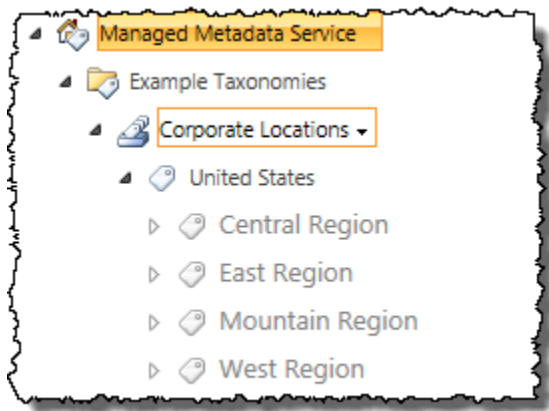 Managed Metadata Service
Example Taxonomies
Corporate Locations
United States
Central Region
East Region
Mountain Region
West Region